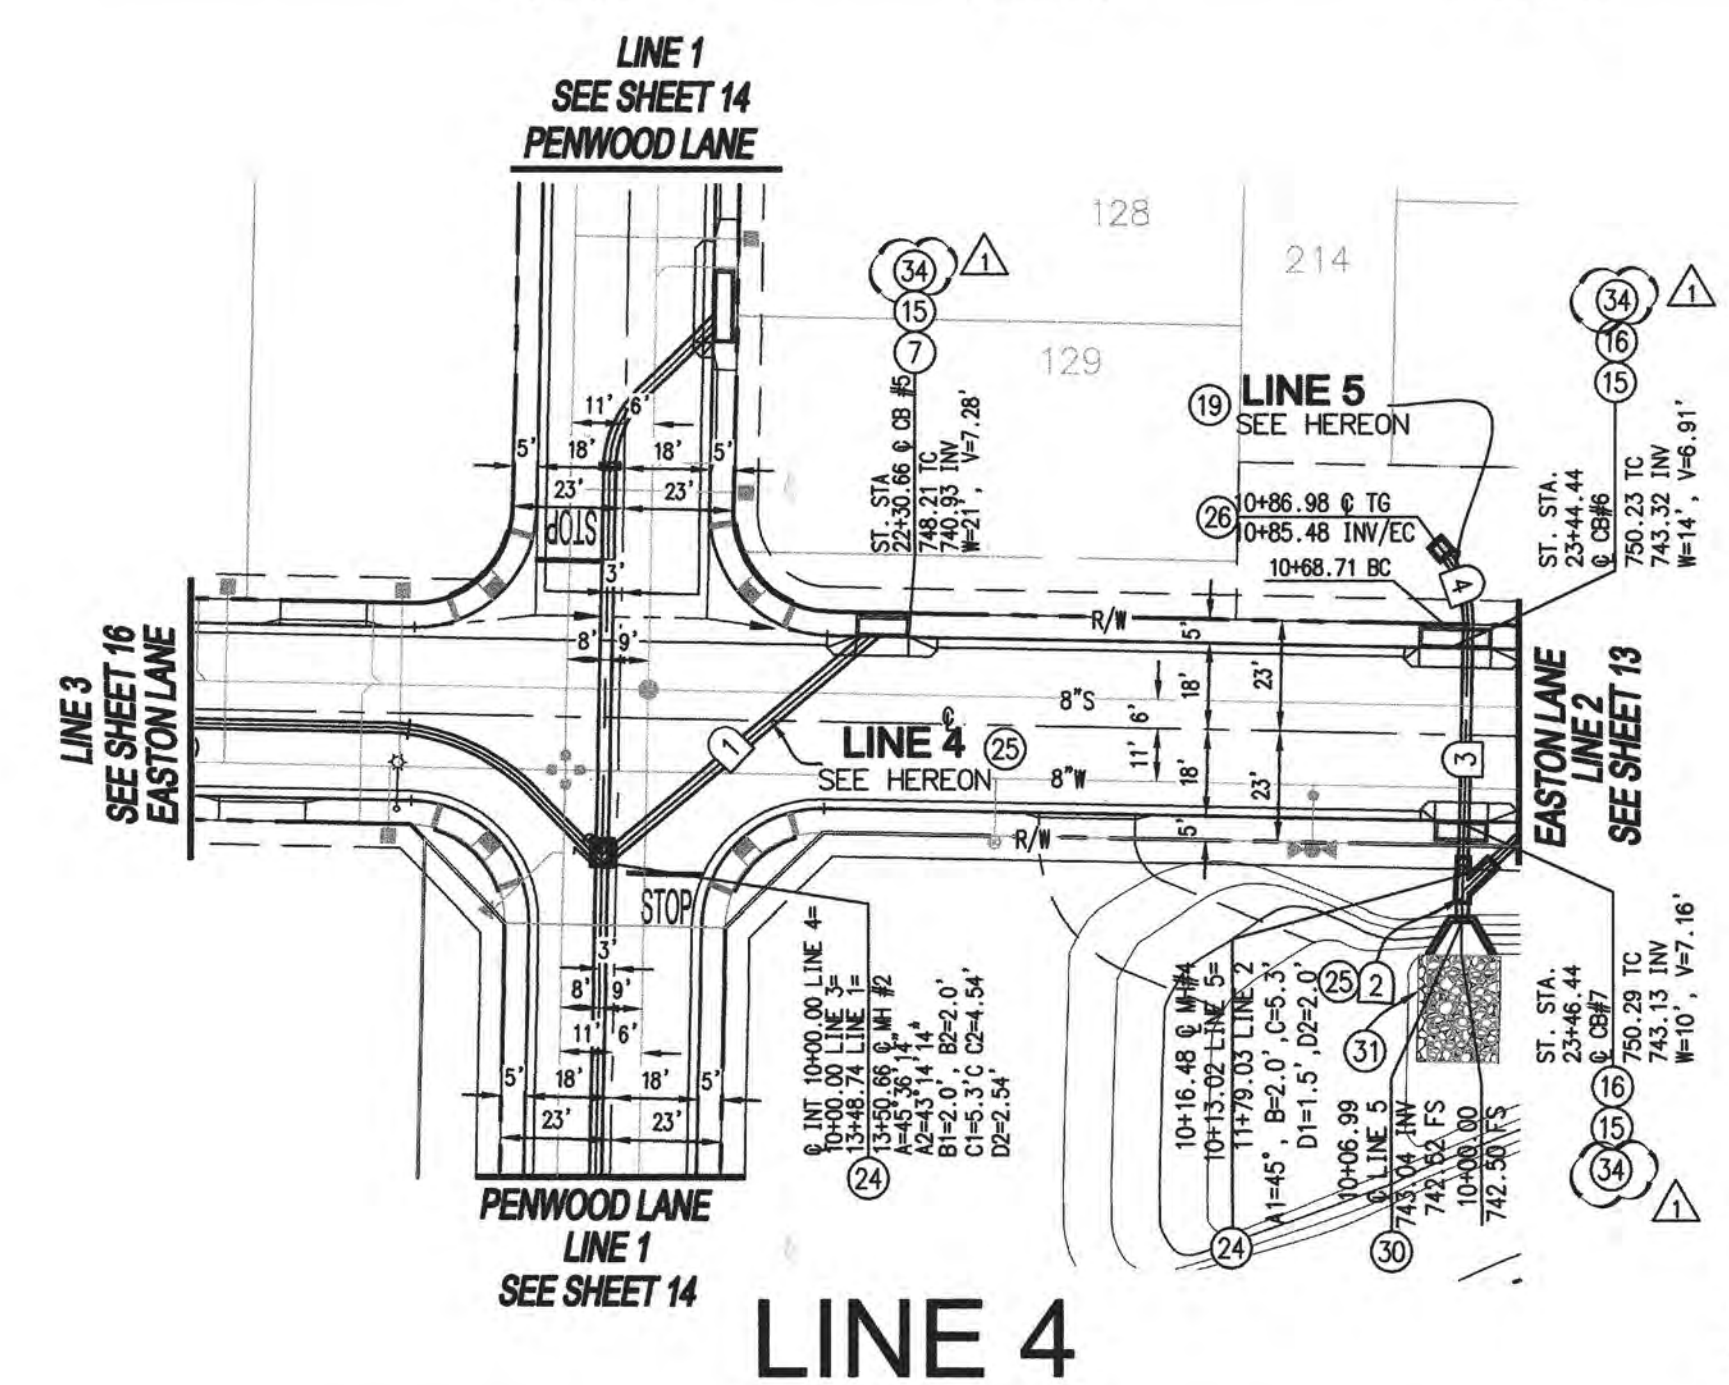 LINE 1
SEE SHEET 14
PENWOOD LANE
128
214
129
34
1
15
7
ST. STA
22+30.66 ℄ CB #5
748.21 TC
740.93 INV
W=21', V=7.28'
19
LINE 5
SEE HEREON
26
10+86.98 ℄ TG
10+85.48 INV/EC
10+68.71 BC
34
1
16
15
ST. STA.
23+44.44
℄ CB#6
750.23 TC
743.32 INV
W=14', V=6.91'
11'
6'
5'
18'
18'
5'
23'
23'
STOP
3'
8'
9'
R/W
5'
18'
23'
4
LINE 3
SEE SHEET 16
EASTON LANE
8"S
6'
℄
1
LINE 4
25
SEE HEREON
8"W
11'
18'
23'
5'
R/W
3
EASTON LANE
LINE 2
SEE SHEET 13
STOP
3'
8'
9'
11'
6'
5'
18'
18'
5'
23'
23'
℄ INT 10+00.00 LINE 4=
10+00.00 LINE 3=
13+48.74 LINE 1=
13+50.66 ℄ MH #2
A=45°36'14"
A2=43°14'14"
B1=2.0', B2=2.0'
C1=5.3'C C2=4.54'
D2=2.54'
24
10+16.48 ℄ MH#4
10+13.02 LINE 5=
11+79.03 LINE 2
A1=45°, B=2.0',C=5.3'
D1=1.5',D2=2.0'
24
25
2
31
10+06.99
℄ LINE 5
743.04 INV
742.62 FS
10+00.00
742.50 FS
30
ST. STA.
23+46.44
℄ CB#7
750.29 TC
743.13 INV
W=10', V=7.16'
16
15
34
1
PENWOOD LANE
LINE 1
SEE SHEET 14
LINE 4